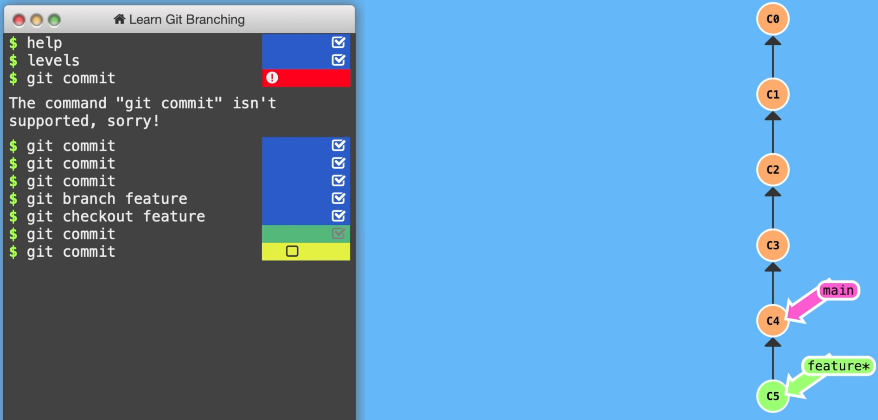 Learn Git Branching
$ help
$ levels
$ git commit
The command "git commit" isn't
supported, sorry!
$ git commit
$ git commit
$ git commit
$ git branch feature
$ git checkout feature
$ git commit
$ git commit
C0
C1
C2
C3
main
C4
feature*
C5